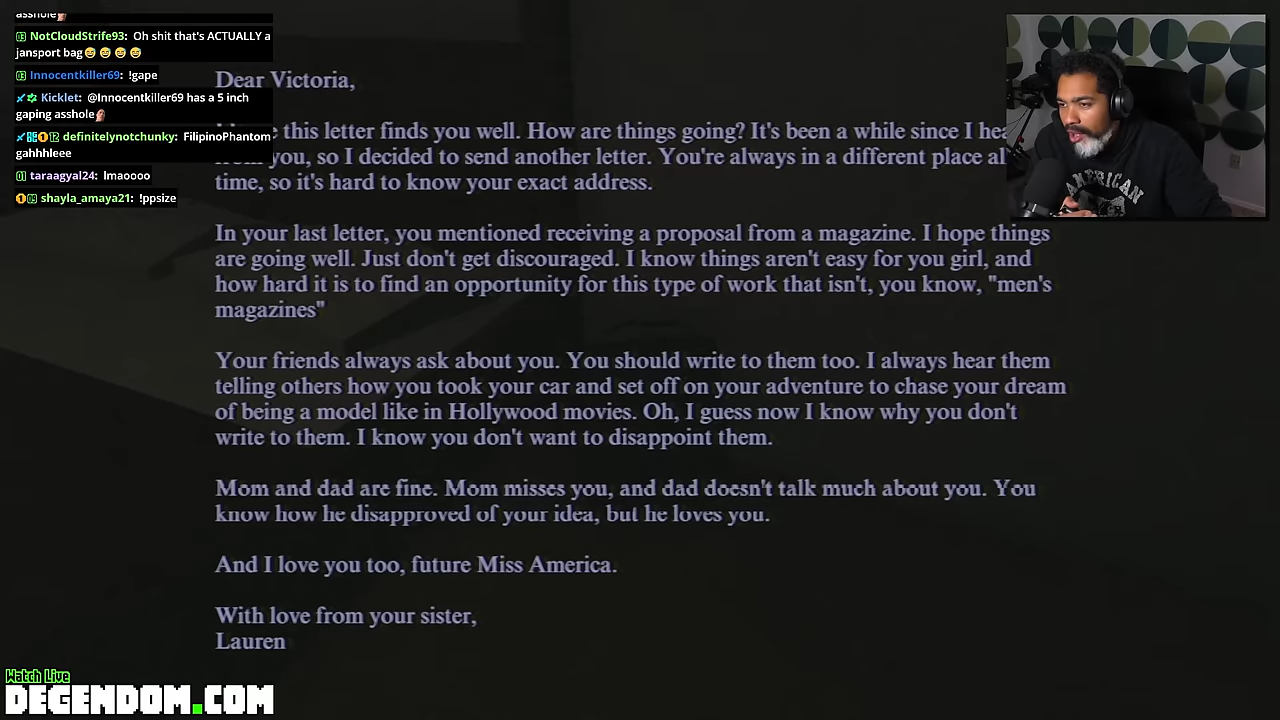 asshole
NotCloudStrife93: Oh shit that's ACTUALLY a
jansport bag
Innocentkiller69: !gape
Kicklet: @Innocentkiller69 has a 5 inch
gaping asshole
definitelynotchunky: FilipinoPhantom
gahhhleee
taraagyal24: lmaoooo
shayla_amaya21: !ppsize
Dear Victoria,
this letter finds you well. How are things going? It's been a while since I
you, so I decided to send another letter. You're always in a different place
time, so it's hard to know your exact address.
In your last letter, you mentioned receiving a proposal from a magazine. I hope things
are going well. Just don't get discouraged. I know things aren't easy for you girl, and
how hard it is to find an opportunity for this type of work that isn't, you know, "men's
magazines"
Your friends always ask about you. You should write to them too. I always hear them
telling others how you took your car and set off on your adventure to chase your dream
of being a model like in Hollywood movies. Oh, I guess now I know why you don't
write to them. I know you don't want to disappoint them.
Mom and dad are fine. Mom misses you, and dad doesn't talk much about you. You
know how he disapproved of your idea, but he loves you.
And I love you too, future Miss America.
With love from your sister,
Lauren
AMERICAN
Watch Live
DEGENDOM.COM